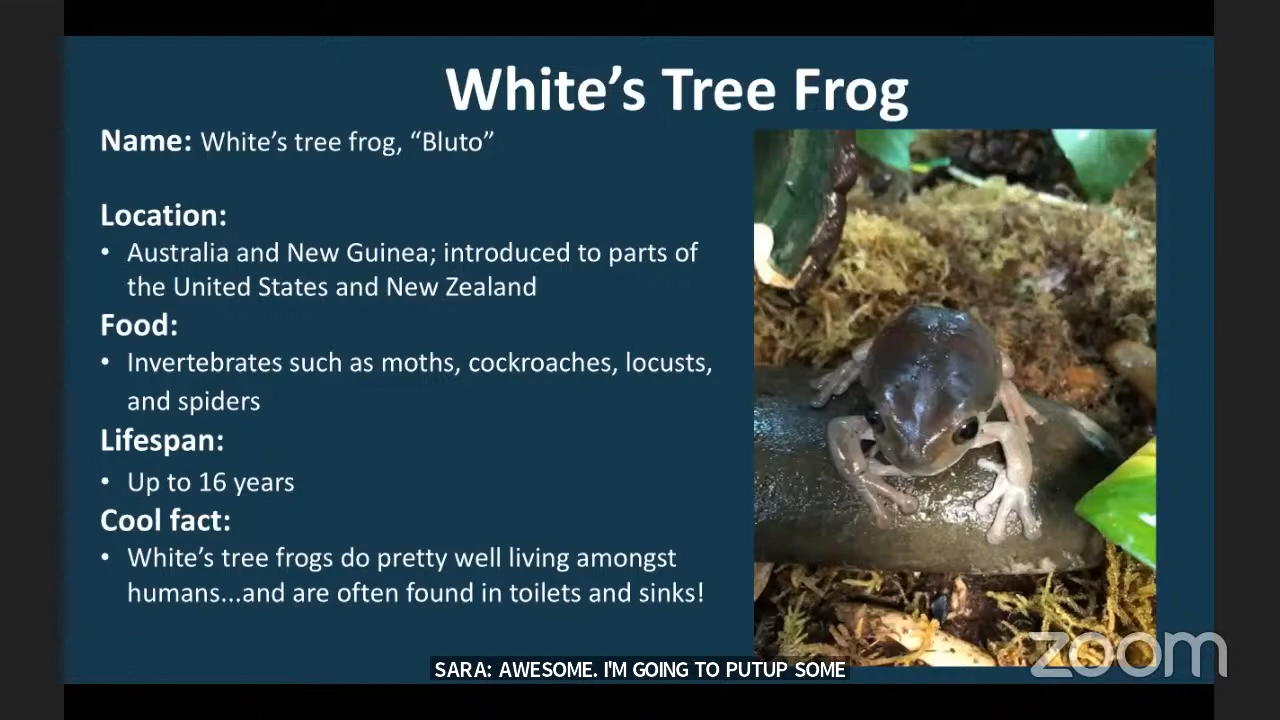 White’s Tree Frog
Name: White’s tree frog, “Bluto”
Location:
• Australia and New Guinea; introduced to parts of
the United States and New Zealand
Food:
• Invertebrates such as moths, cockroaches, locusts,
and spiders
Lifespan:
• Up to 16 years
Cool fact:
• White’s tree frogs do pretty well living amongst
humans...and are often found in toilets and sinks!
zoom
SARA: AWESOME. I'M GOING TO PUTUP SOME